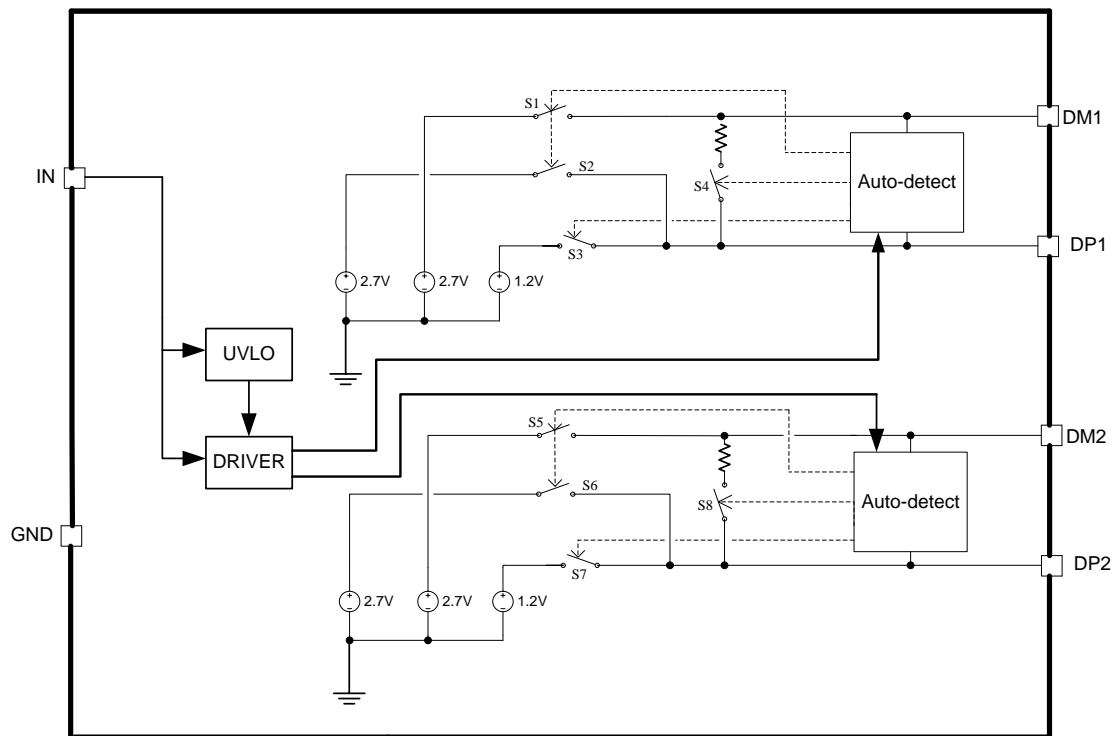 S1
DM1
IN
S2
S4
Auto-detect
S3
DP1
2.7V
2.7V
1.2V
UVLO
DRIVER
S5
DM2
S6
S8
Auto-detect
GND
S7
DP2
2.7V
2.7V
1.2V